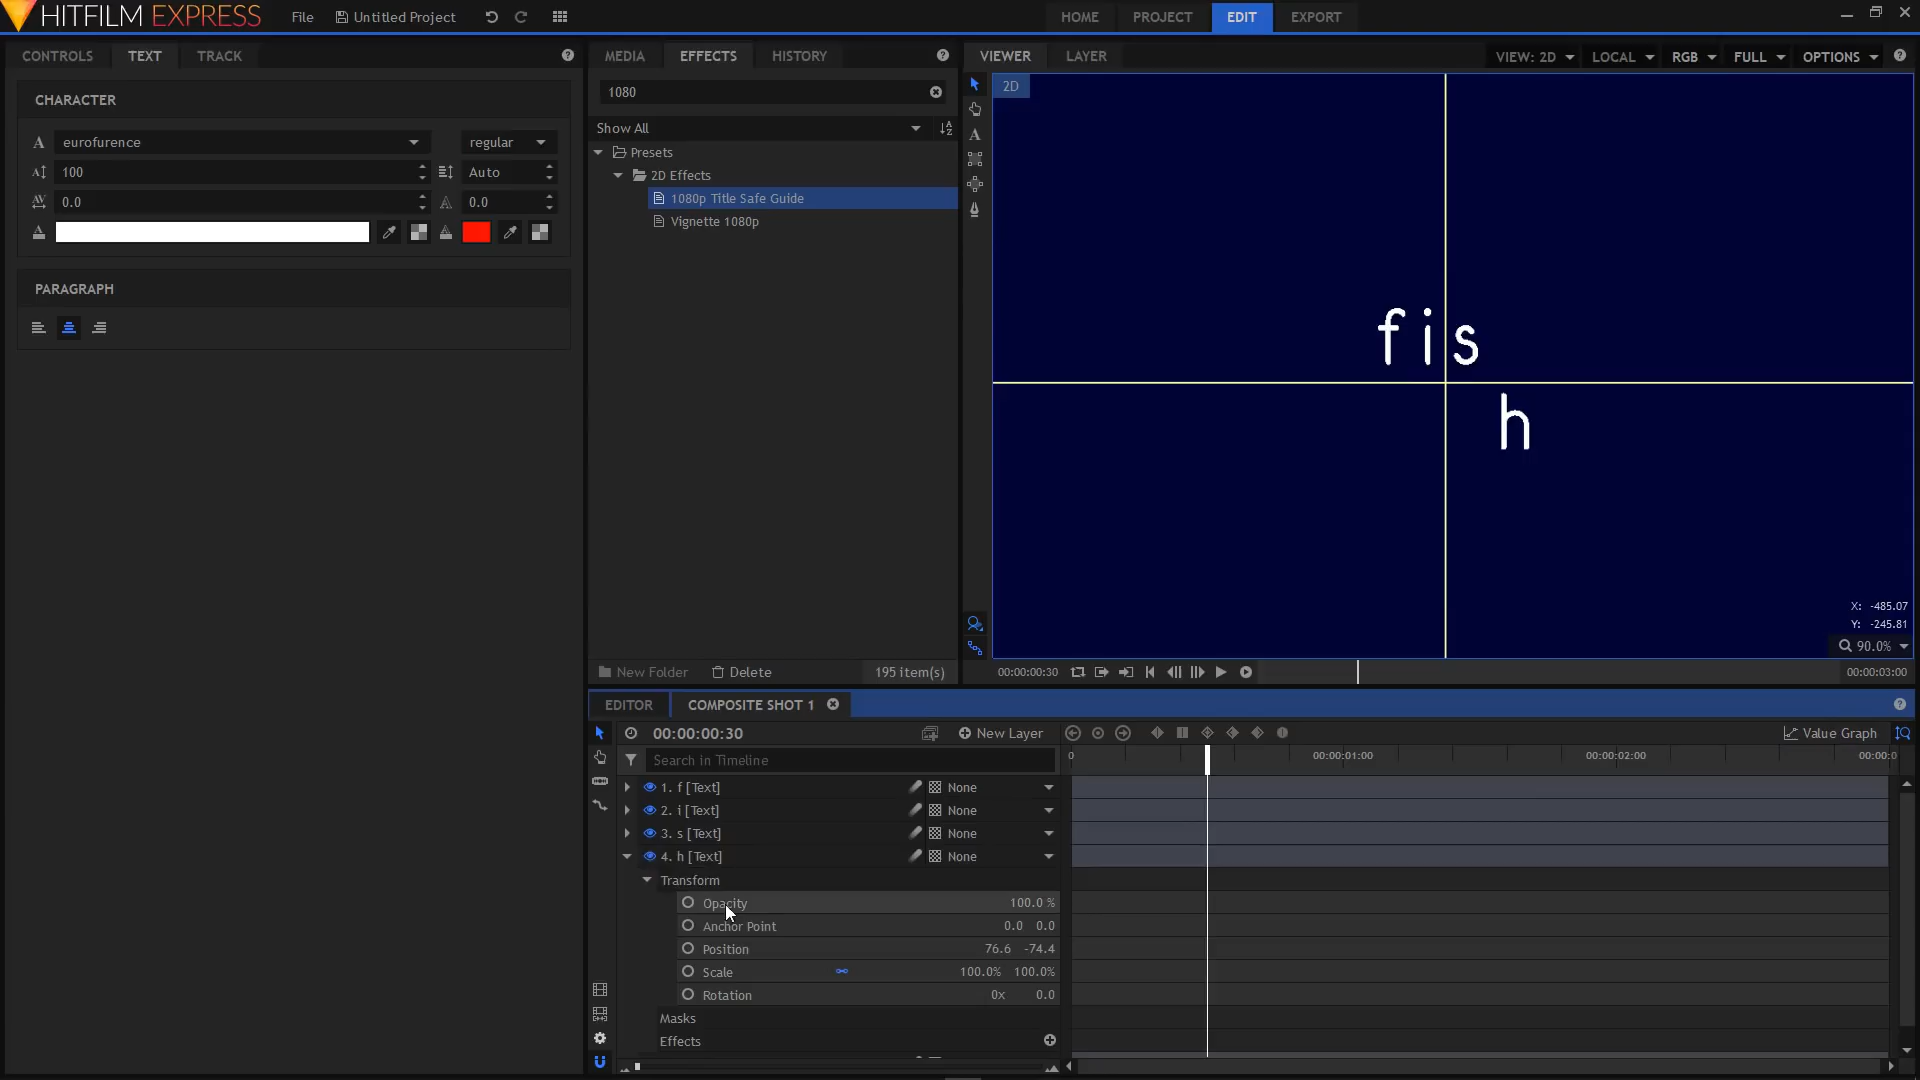 HITFILM EXPRESS
File
Untitled Project
HOME
PROJECT
EDIT
EXPORT
CONTROLS
TEXT
TRACK
CHARACTER
eurofurence
regular
100
Auto
0.0
0.0
PARAGRAPH
MEDIA
EFFECTS
HISTORY
1080
Show All
Presets
2D Effects
1080p Title Safe Guide
Vignette 1080p
New Folder
Delete
195 item(s)
VIEWER
LAYER
VIEW: 2D
LOCAL
RGB
FULL
OPTIONS
2D
f i s
h
X: -485.07
Y: -245.81
90.0%
00:00:00:30
00:00:03:00
EDITOR
COMPOSITE SHOT 1
00:00:00:30
New Layer
Value Graph
Search in Timeline
0
00:00:01:00
00:00:02:00
00:00:0
1. f [Text]
None
2. i [Text]
None
3. s [Text]
None
4. h [Text]
None
Transform
Opacity
100.0 %
Anchor Point
0.0 0.0
Position
76.6 -74.4
Scale
100.0% 100.0%
Rotation
0x 0.0
Masks
Effects